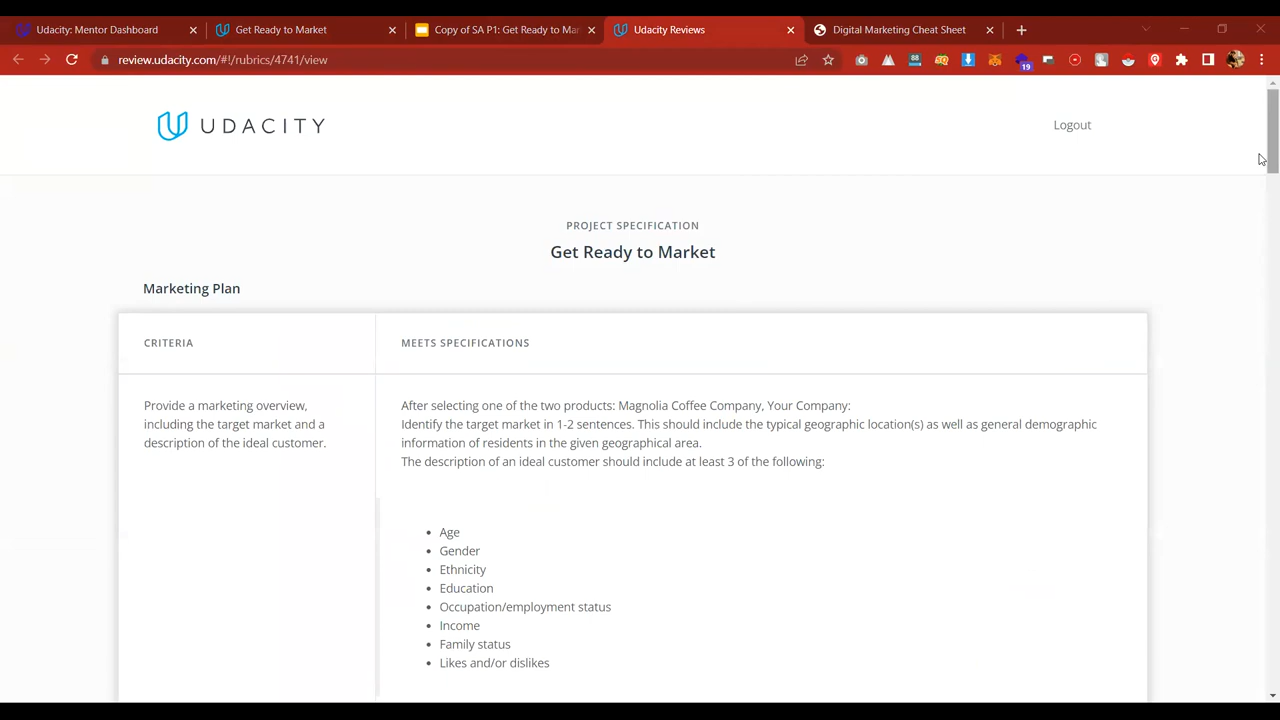 Udacity: Mentor Dashboard
Get Ready to Market
Copy of SA P1: Get Ready to Mar
Udacity Reviews
Digital Marketing Cheat Sheet
review.udacity.com/#!/rubrics/4741/view
88
19
UDACITY
Logout
PROJECT SPECIFICATION
Get Ready to Market
Marketing Plan
CRITERIA
MEETS SPECIFICATIONS
Provide a marketing overview,
including the target market and a
description of the ideal customer.
After selecting one of the two products: Magnolia Coffee Company, Your Company:
Identify the target market in 1-2 sentences. This should include the typical geographic location(s) as well as general demographic
information of residents in the given geographical area.
The description of an ideal customer should include at least 3 of the following:
• Age
• Gender
• Ethnicity
• Education
• Occupation/employment status
• Income
• Family status
• Likes and/or dislikes